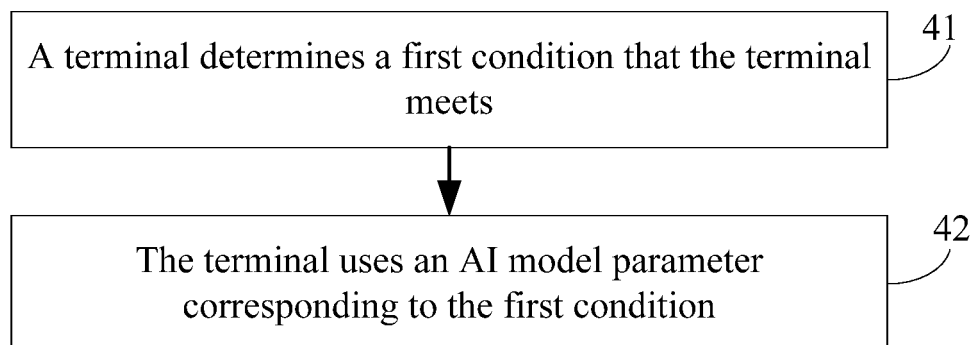 41
A terminal determines a first condition that the terminal
meets
42
The terminal uses an AI model parameter
corresponding to the first condition